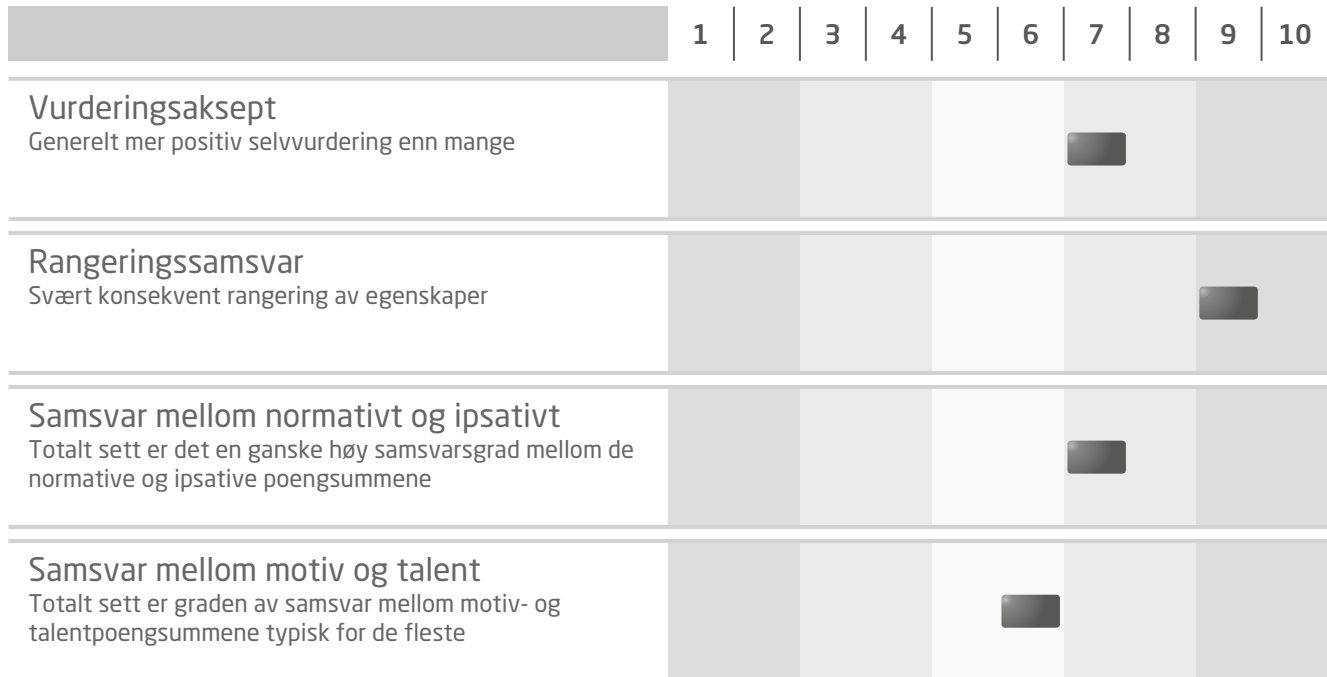 1 2 3 4 5 6 7 8 9 10
Vurderingsaksept
Generelt mer positiv selvvurdering enn mange
Rangeringssamsvar
Svært konsekvent rangering av egenskaper
Samsvar mellom normativt og ipsativt
Totalt sett er det en ganske høy samsvarsgrad mellom de
normative og ipsative poengsummene
Samsvar mellom motiv og talent
Totalt sett er graden av samsvar mellom motiv- og
talentpoengsummene typisk for de fleste